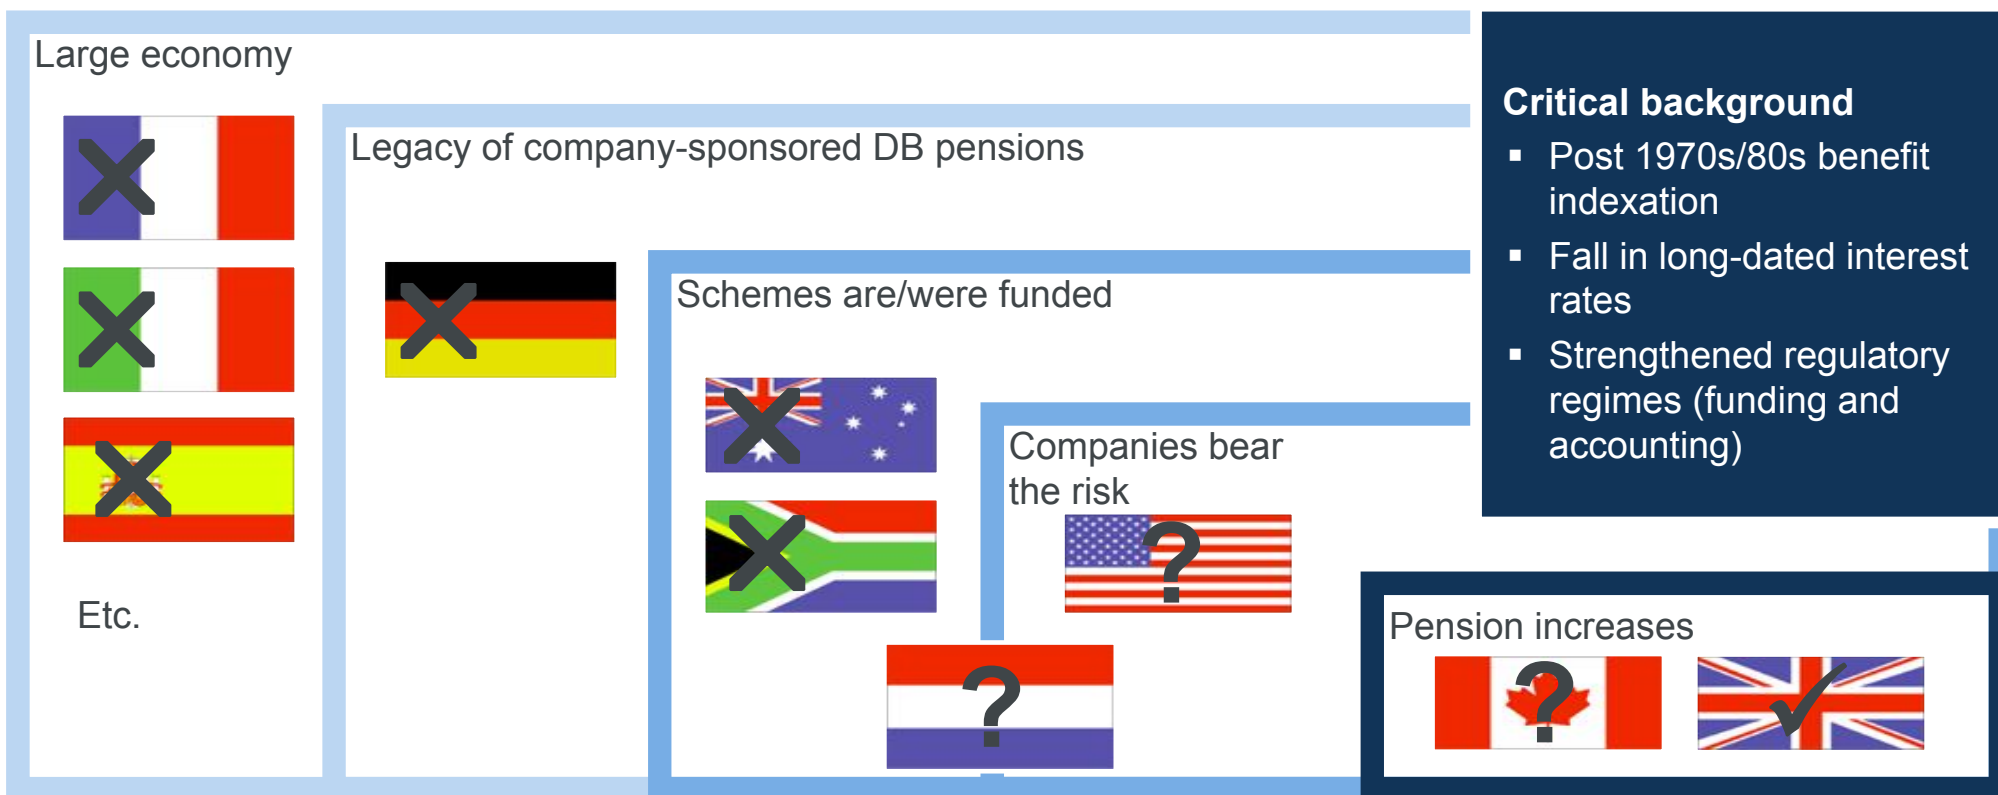 Large economy
Legacy of company-sponsored DB pensions
Schemes are/were funded
Companies bear
the risk
Pension increases
Etc.
?
?
?
Critical background
▪ Post 1970s/80s benefit
indexation
▪ Fall in long-dated interest
rates
▪ Strengthened regulatory
regimes (funding and
accounting)